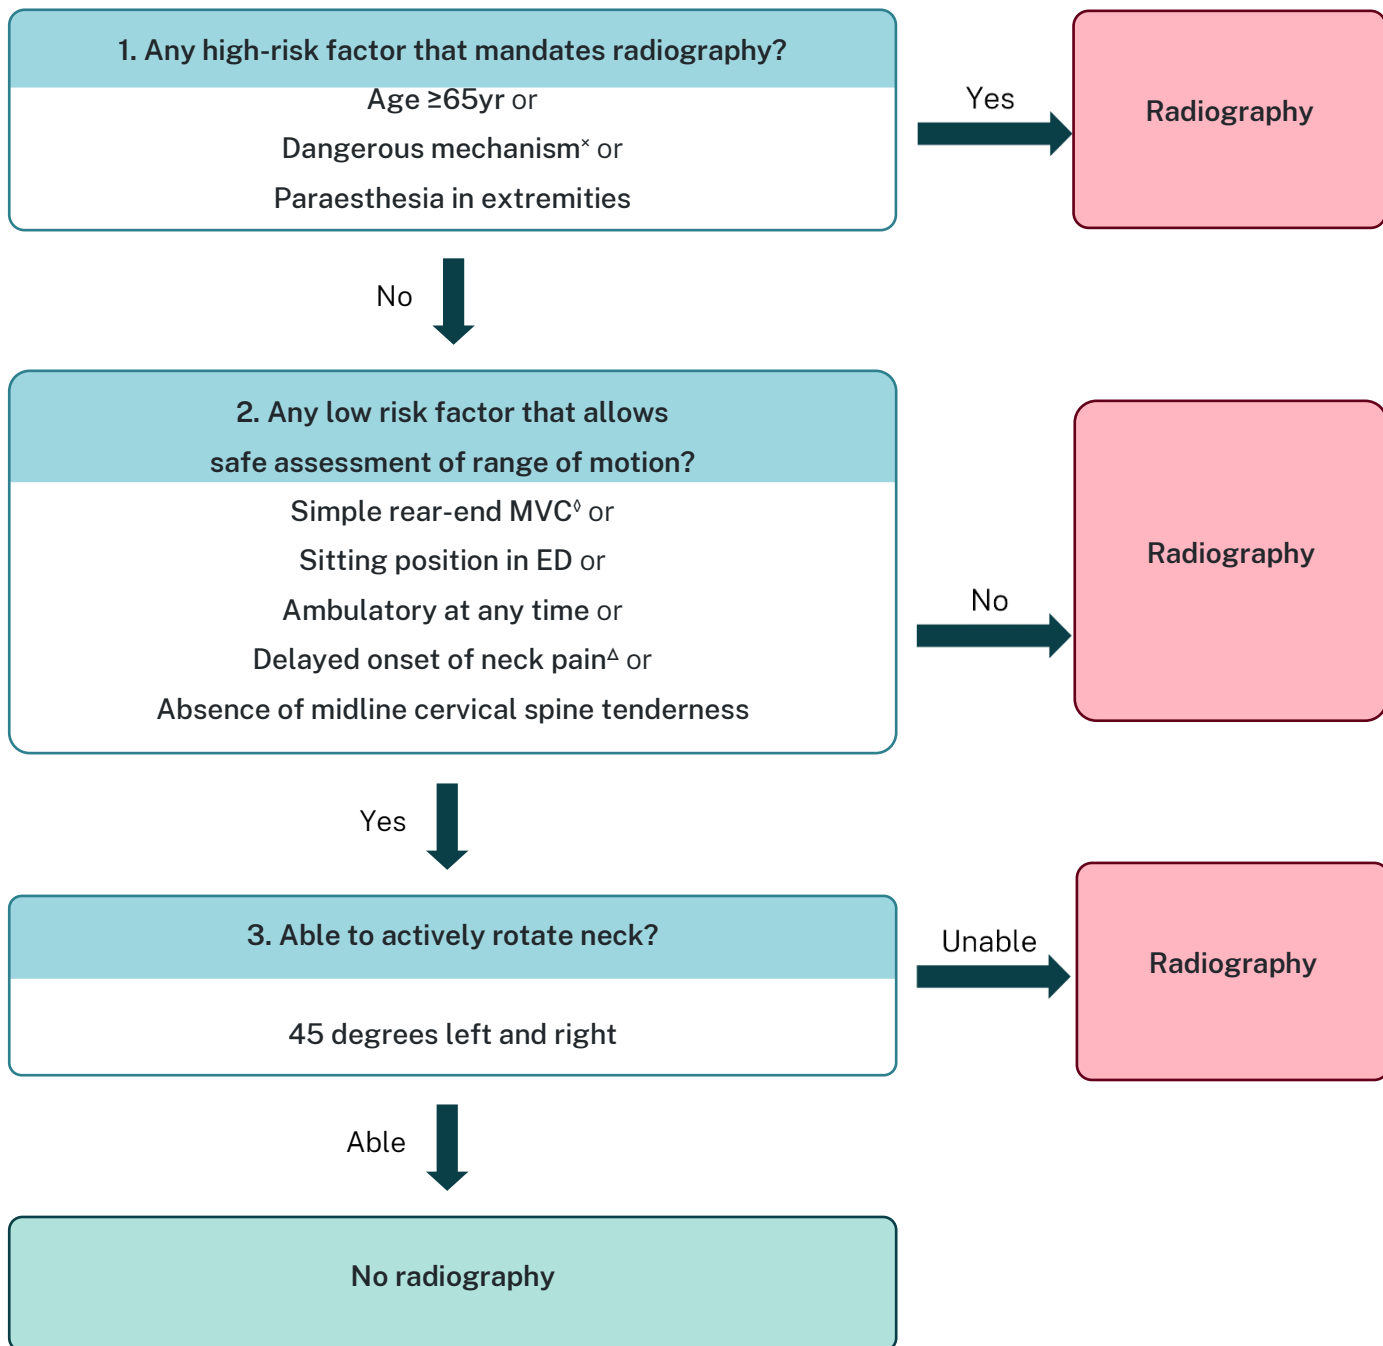 1. Any high-risk factor that mandates radiography?
Age ≥65yr or
Dangerous mechanismˣ or
Paraesthesia in extremities
Yes
Radiography
No
2. Any low risk factor that allows
safe assessment of range of motion?
Simple rear-end MVC◊ or
Sitting position in ED or
Ambulatory at any time or
Delayed onset of neck painΔ or
Absence of midline cervical spine tenderness
No
Radiography
Yes
3. Able to actively rotate neck?
45 degrees left and right
Unable
Radiography
Able
No radiography